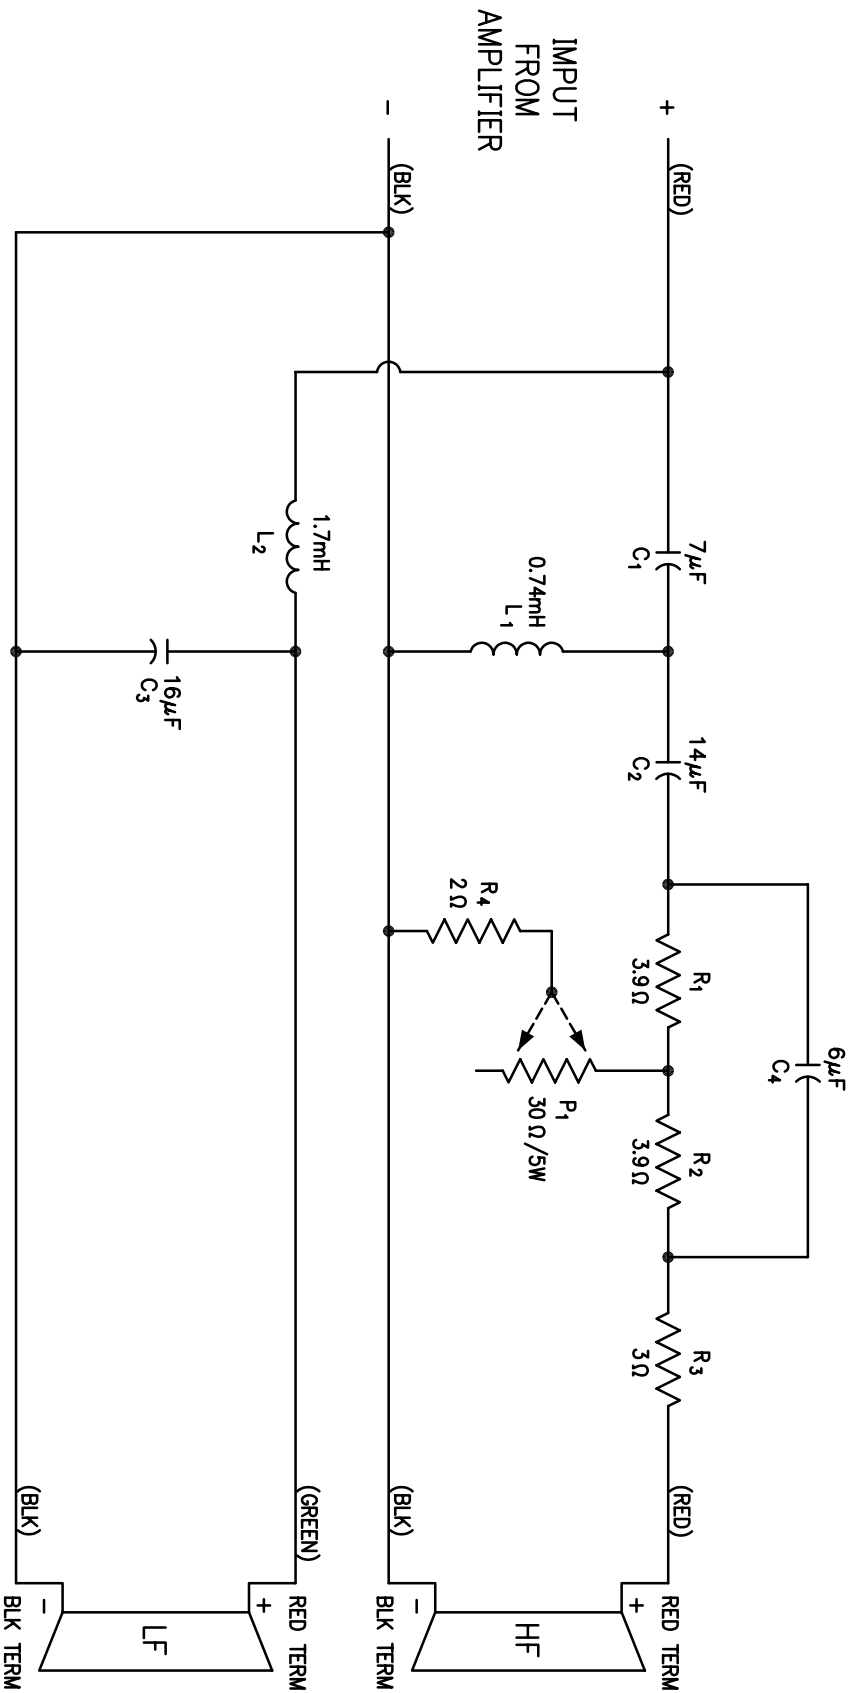 IMPUT
FROM
AMPLIFIER
+
(RED)
-
(BLK)
7µF
C1
0.74mH
L1
14µF
C2
6µF
C4
R1
3.9Ω
R2
3.9Ω
R3
3Ω
R4
2Ω
P1
30Ω/5W
1.7mH
L2
16µF
C3
(RED)
RED TERM
+
HF
-
(BLK)
BLK TERM
(GREEN)
RED TERM
+
LF
-
(BLK)
BLK TERM